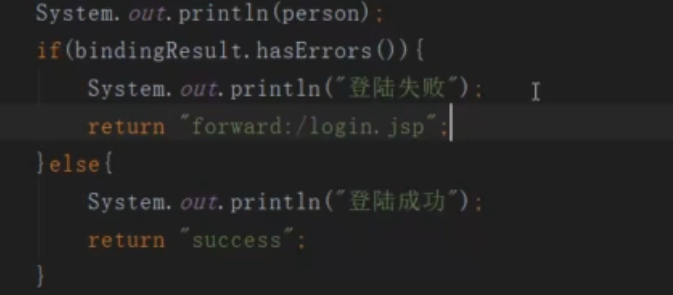 System.out.println(person);
if(bindingResult.hasErrors()){
System.out.println("登陆失败");
return "forward:/login.jsp";
}else{
System.out.println("登陆成功");
return "success";
}